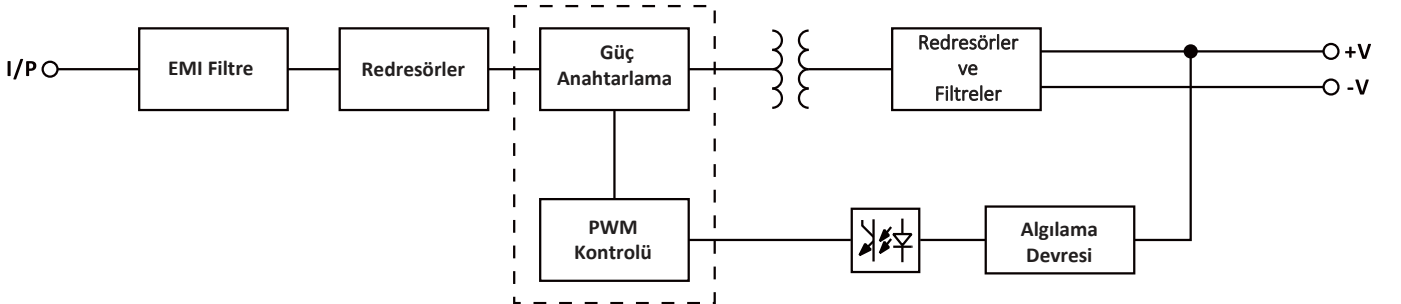 I/P
EMI Filtre
Redresörler
Güç
Anahtarlama
Redresörler
ve
Filtreler
+V
-V
PWM
Kontrolü
Algılama
Devresi